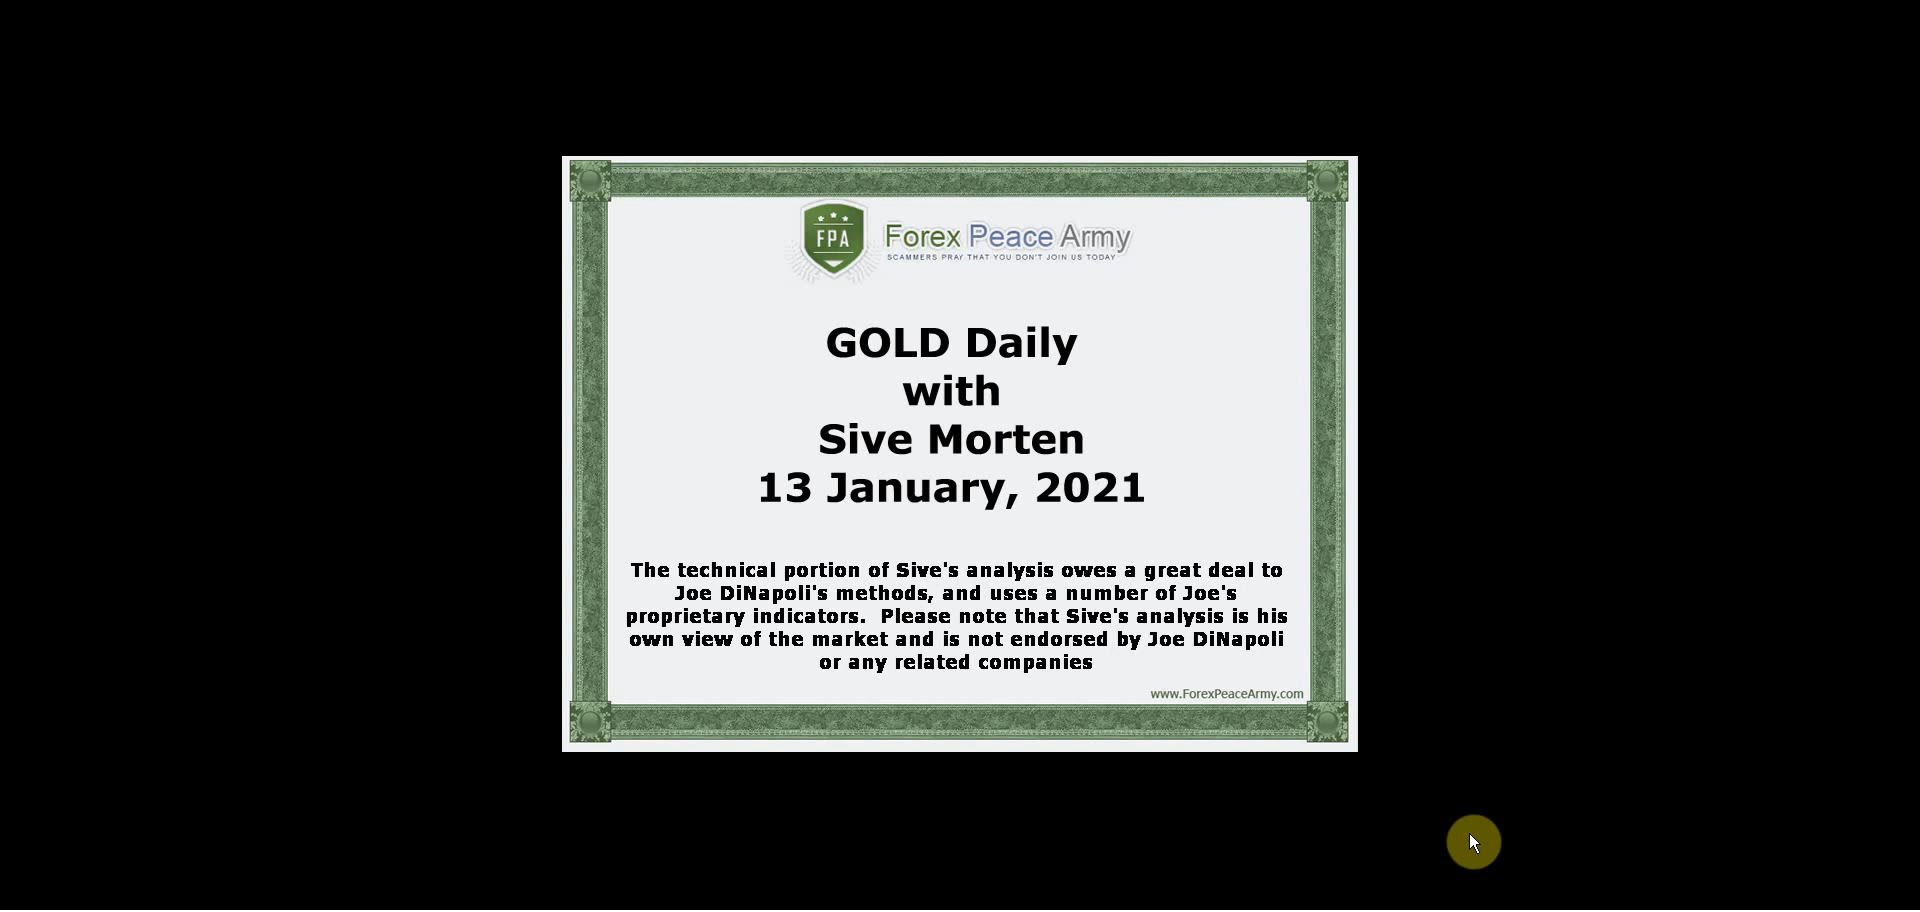 FPA
Forex Peace Army
SCAMMERS PRAY THAT YOU DON'T JOIN US TODAY
GOLD Daily
with
Sive Morten
13 January, 2021
The technical portion of Sive's analysis owes a great deal to
Joe DiNapoli's methods, and uses a number of Joe's
proprietary indicators.  Please note that Sive's analysis is his
own view of the market and is not endorsed by Joe DiNapoli
or any related companies
www.ForexPeaceArmy.com